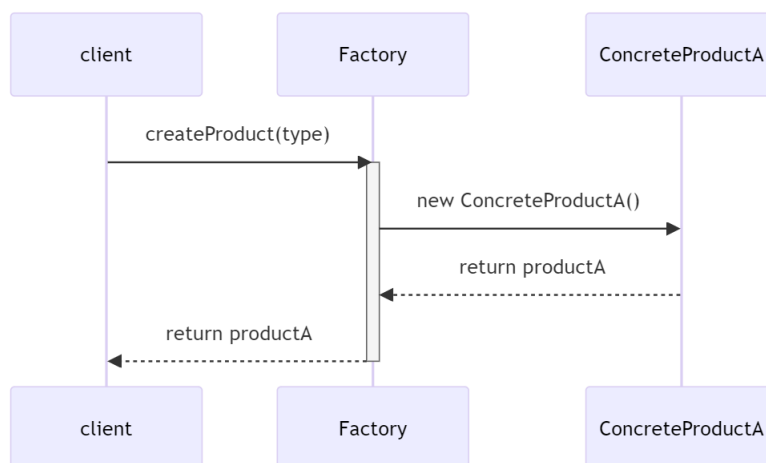 client
Factory
ConcreteProductA
createProduct(type)
new ConcreteProductA()
return productA
return productA
client
Factory
ConcreteProductA